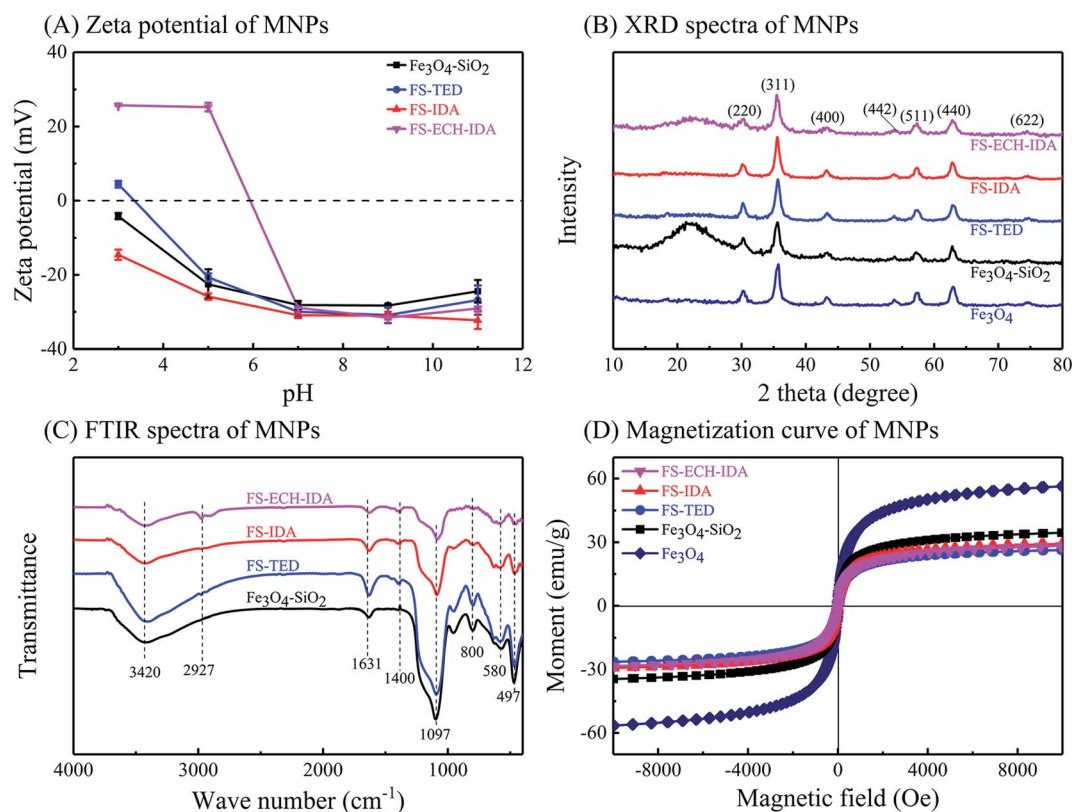 (A) Zeta potential of MNPs
40
20
0
-20
-40
Zeta potential (mV)
Fe₃O₄-SiO₂
FS-TED
FS-IDA
FS-ECH-IDA
2 4 6 8 10 12
pH
(B) XRD spectra of MNPs
Intensity
(220)
(311)
(400)
(442)
(511)
(440)
(622)
FS-ECH-IDA
FS-IDA
FS-TED
Fe₃O₄-SiO₂
Fe₃O₄
10 20 30 40 50 60 70 80
2 theta (degree)
(C) FTIR spectra of MNPs
Transmittance
FS-ECH-IDA
FS-IDA
FS-TED
Fe₃O₄-SiO₂
3420
2927
1631
1400
1097
800
580
497
4000 3000 2000 1000
Wave number (cm⁻¹)
(D) Magnetization curve of MNPs
60
30
0
-30
-60
Moment (emu/g)
FS-ECH-IDA
FS-IDA
FS-TED
Fe₃O₄-SiO₂
Fe₃O₄
-8000 -4000 0 4000 8000
Magnetic field (Oe)